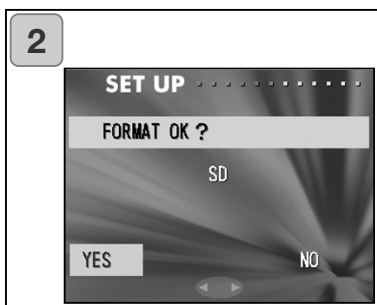 2
SET UP
FORMAT OK ?
SD
YES NO